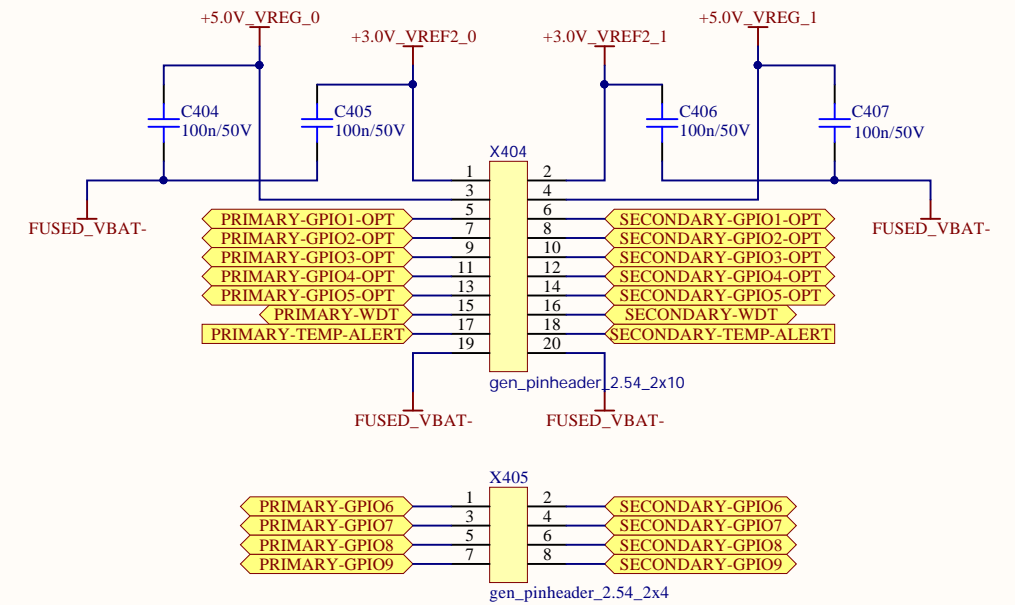 +5.0V_VREG_0
+5.0V_VREG_1
+3.0V_VREF2_0
+3.0V_VREF2_1
C404
100n/50V
C405
100n/50V
C406
100n/50V
C407
100n/50V
X404
1 2
3 4
FUSED_VBAT-
FUSED_VBAT-
PRIMARY-GPIO1-OPT 5 6 SECONDARY-GPIO1-OPT
PRIMARY-GPIO2-OPT 7 8 SECONDARY-GPIO2-OPT
PRIMARY-GPIO3-OPT 9 10 SECONDARY-GPIO3-OPT
PRIMARY-GPIO4-OPT 11 12 SECONDARY-GPIO4-OPT
PRIMARY-GPIO5-OPT 13 14 SECONDARY-GPIO5-OPT
PRIMARY-WDT 15 16 SECONDARY-WDT
PRIMARY-TEMP-ALERT 17 18 SECONDARY-TEMP-ALERT
19 20
gen_pinheader_2.54_2x10
FUSED_VBAT-
FUSED_VBAT-
X405
PRIMARY-GPIO6 1 2 SECONDARY-GPIO6
PRIMARY-GPIO7 3 4 SECONDARY-GPIO7
PRIMARY-GPIO8 5 6 SECONDARY-GPIO8
PRIMARY-GPIO9 7 8 SECONDARY-GPIO9
gen_pinheader_2.54_2x4